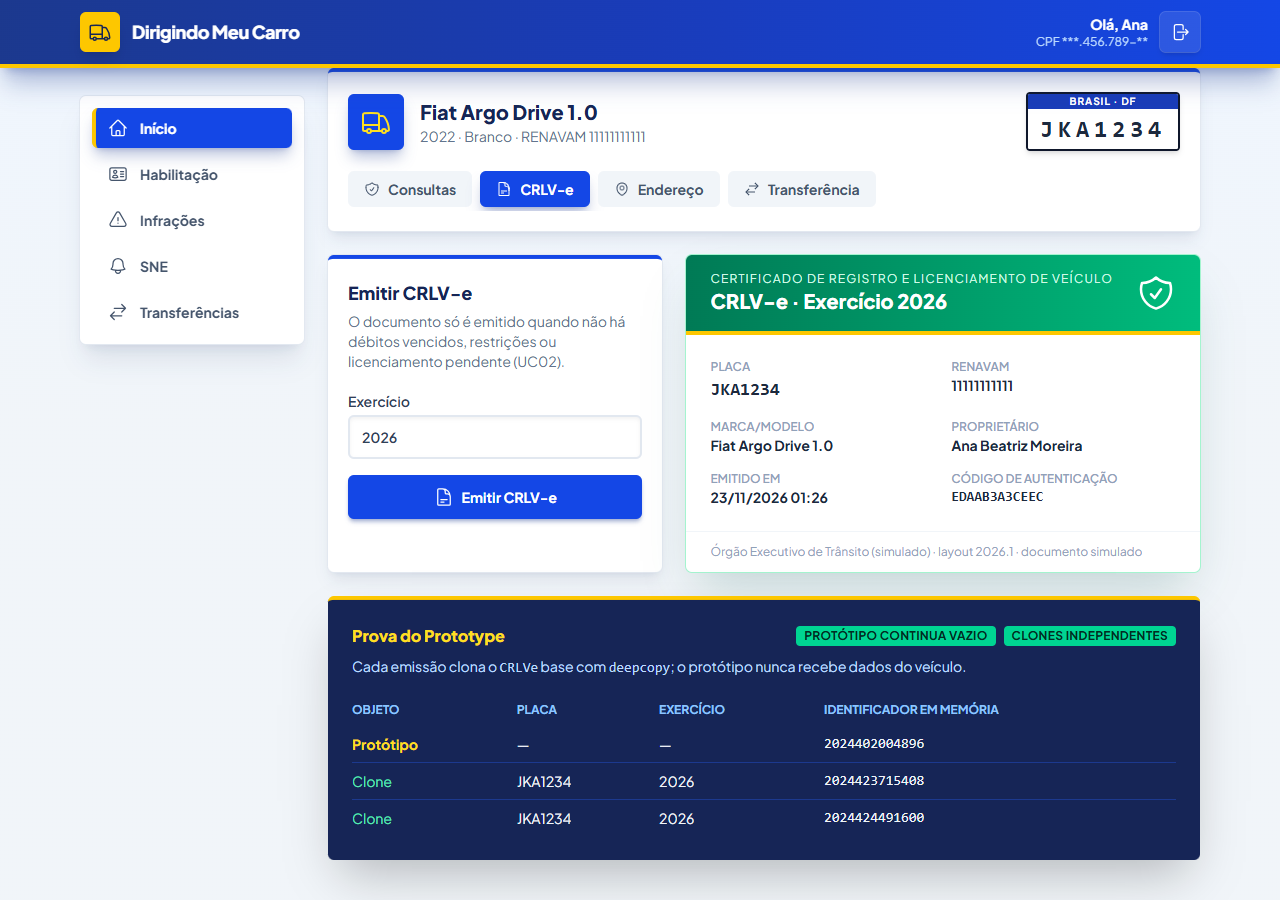 Dirigindo Meu Carro
Olá, Ana
CPF ***.456.789-**
Início
Habilitação
Infrações
SNE
Transferências
Fiat Argo Drive 1.0
2022 · Branco · RENAVAM 11111111111
BRASIL · DF
JKA1234
Consultas
CRLV-e
Endereço
Transferência
Emitir CRLV-e
O documento só é emitido quando não há
débitos vencidos, restrições ou
licenciamento pendente (UC02).
Exercício
2026
Emitir CRLV-e
CERTIFICADO DE REGISTRO E LICENCIAMENTO DE VEÍCULO
CRLV-e · Exercício 2026
PLACA
JKA1234
RENAVAM
11111111111
MARCA/MODELO
Fiat Argo Drive 1.0
PROPRIETÁRIO
Ana Beatriz Moreira
EMITIDO EM
23/11/2026 01:26
CÓDIGO DE AUTENTICAÇÃO
EDAAB3A3CEEC
Órgão Executivo de Trânsito (simulado) · layout 2026.1 · documento simulado
Prova do Prototype
PROTÓTIPO CONTINUA VAZIO
CLONES INDEPENDENTES
Cada emissão clona o CRLVe base com deepcopy; o protótipo nunca recebe dados do veículo.
OBJETO PLACA EXERCÍCIO IDENTIFICADOR EM MEMÓRIA
Protótipo — — 2024402004896
Clone JKA1234 2026 2024423715408
Clone JKA1234 2026 2024424491600